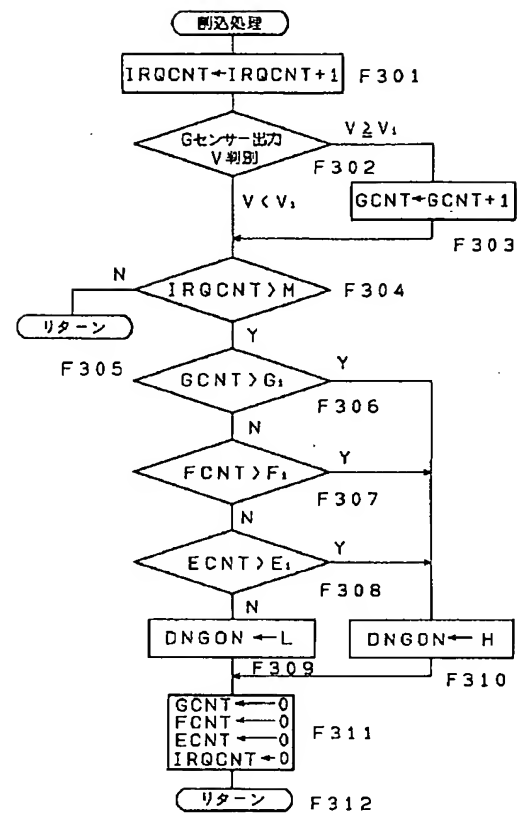 割込処理
IRQCNT←IRQCNT+1
F301
Gセンサー出力
V判別
V≧V₁
F302
V<V₁
GCNT←GCNT+1
F303
N
IRQCNT>M
F304
リターン
Y
F305
GCNT>G₁
Y
F306
N
FCNT>F₁
Y
F307
N
ECNT>E₁
Y
F308
N
DNGON←L
DNGON←H
F309
F310
GCNT←0
FCNT←0
ECNT←0
IRQCNT←0
F311
リターン
F312